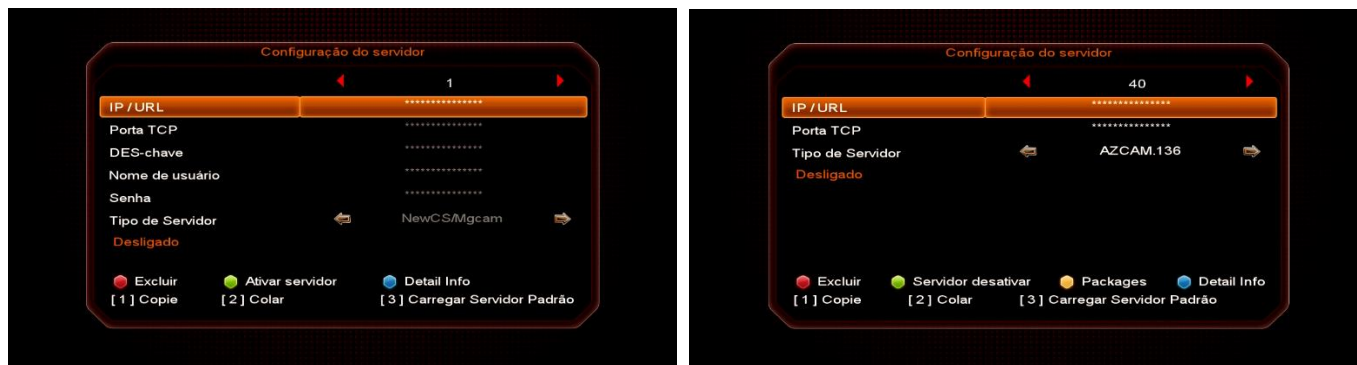 Configuração do servidor
1
IP / URL ***************
Porta TCP ***************
DES-chave ***************
Nome de usuário ***************
Senha ***************
Tipo de Servidor NewCS/Mgcam
Desligado
Excluir Ativar servidor Detail Info
[ 1 ] Copie [ 2 ] Colar [ 3 ] Carregar Servidor Padrão
Configuração do servidor
40
IP / URL ***************
Porta TCP ***************
Tipo de Servidor AZCAM.136
Desligado
Excluir Servidor desativar Packages Detail Info
[ 1 ] Copie [ 2 ] Colar [ 3 ] Carregar Servidor Padrão